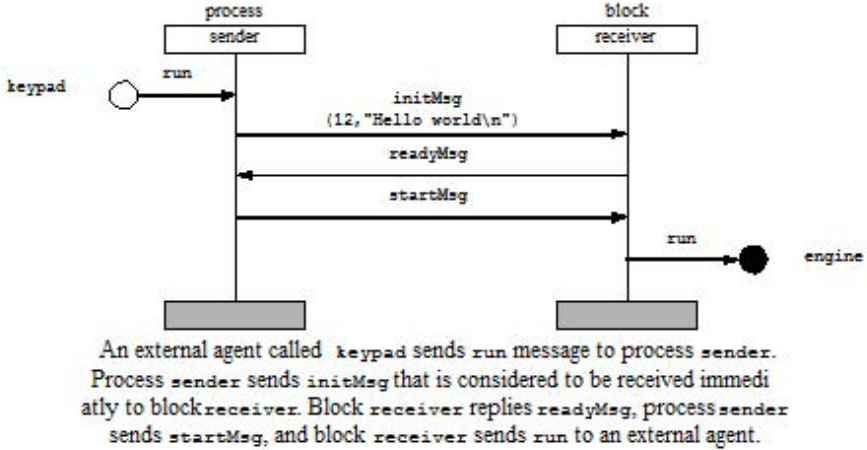 process block
sender receiver
run
keypad
initMsg
(12,"Hello world\n")
readyMsg
startMsg
run
engine
An external agent called keypad sends run message to process sender.
Process sender sends initMsg that is considered to be received immedi
atly to block receiver. Block receiver replies readyMsg, process sender
sends startMsg, and block receiver sends run to an external agent.